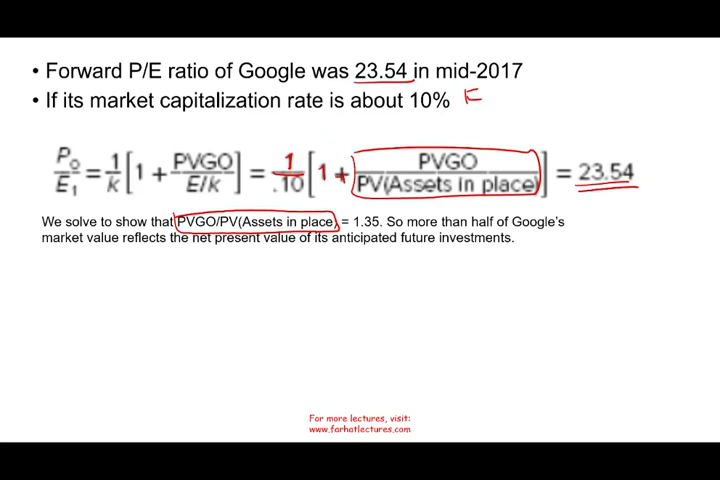 • Forward P/E ratio of Google was 23.54 in mid-2017
• If its market capitalization rate is about 10% E
P₀/E₁ = 1/k [1 + PVGO/E/k] = 1/.10 [1 + PVGO/PV(Assets in place)] = 23.54
We solve to show that PVGO/PV(Assets in place) = 1.35. So more than half of Google's
market value reflects the net present value of its anticipated future investments.
For more lectures, visit:
www.farhatlectures.com